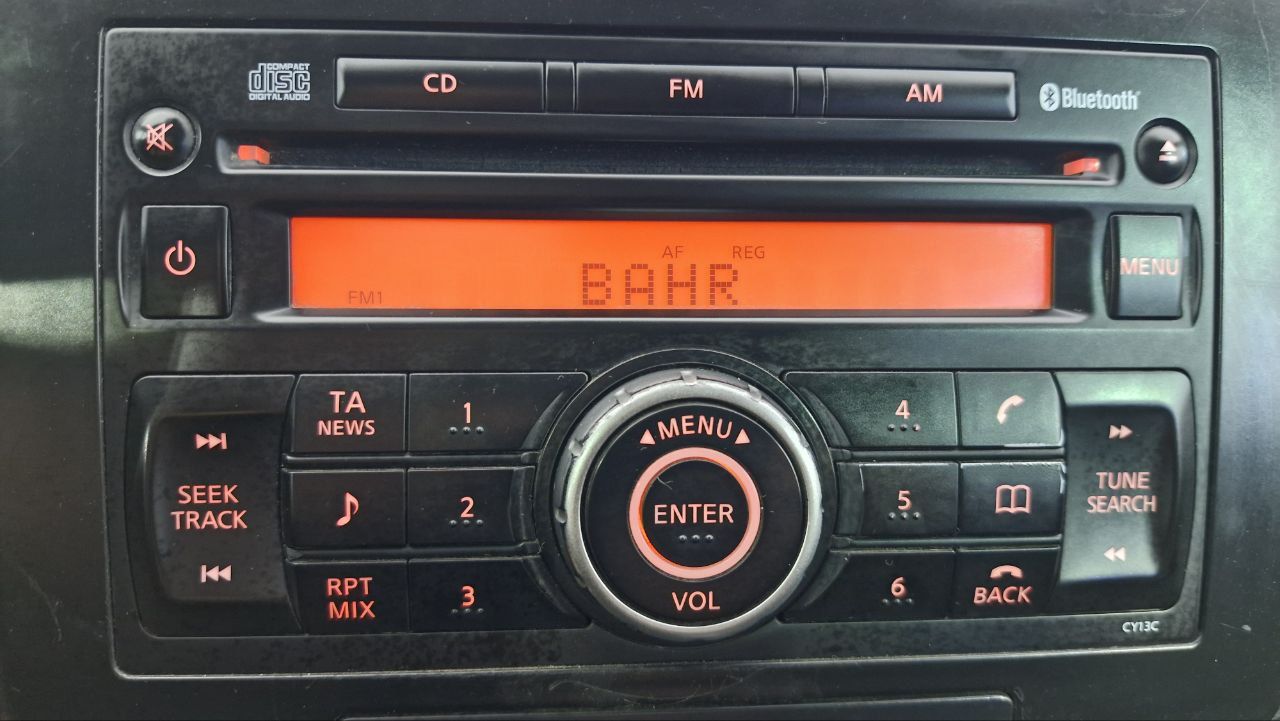 COMPACT
disc
DIGITAL AUDIO
CD
FM
AM
Bluetooth
MENU
AF REG
BAHR
FM1
TA
NEWS
1
MENU
4
SEEK
TRACK
2
ENTER
5
TUNE
SEARCH
RPT
MIX
3
VOL
6
BACK
CY13C